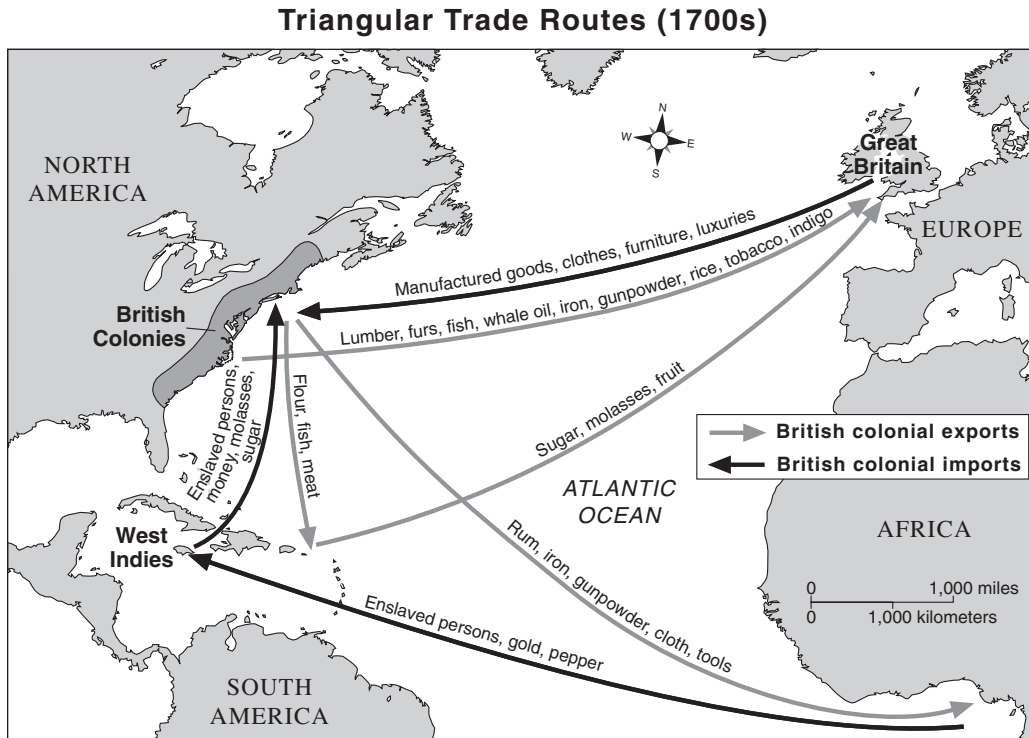 Triangular Trade Routes (1700s)
N
W
E
S
Great
Britain
NORTH
AMERICA
EUROPE
Manufactured goods, clothes, furniture, luxuries
Lumber, furs, fish, whale oil, iron, gunpowder, rice, tobacco, indigo
British
Colonies
Enslaved persons,
money, molasses,
sugar
Flour, fish, meat
Sugar, molasses, fruit
British colonial exports
British colonial imports
ATLANTIC
OCEAN
West
Indies
AFRICA
0
1,000 miles
0
1,000 kilometers
Rum, iron, gunpowder, cloth, tools
Enslaved persons, gold, pepper
SOUTH
AMERICA